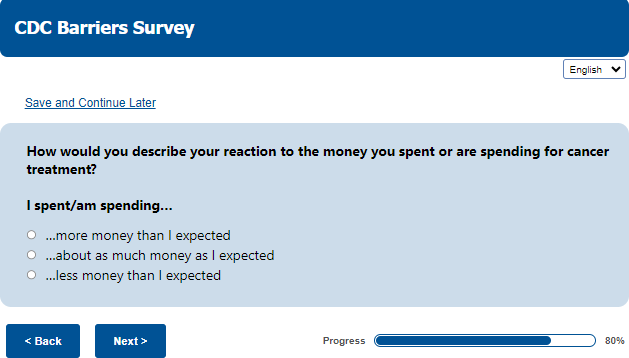 CDC Barriers Survey
English
Save and Continue Later
How would you describe your reaction to the money you spent or are spending for cancer
treatment?
I spent/am spending...
...more money than I expected
...about as much money as I expected
...less money than I expected
< Back
Next >
Progress
80%